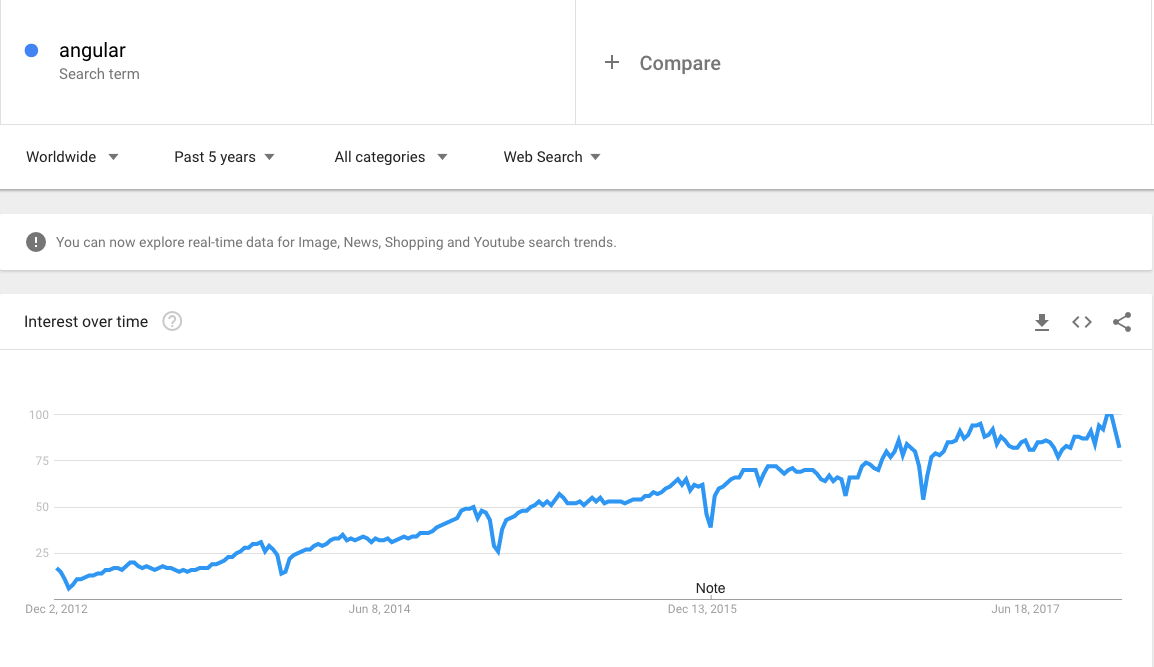 angular
Search term
+ Compare
Worldwide Past 5 years All categories Web Search
! You can now explore real-time data for Image, News, Shopping and Youtube search trends.
Interest over time ?
100
75
50
25
Note
Dec 2, 2012 Jun 8, 2014 Dec 13, 2015 Jun 18, 2017